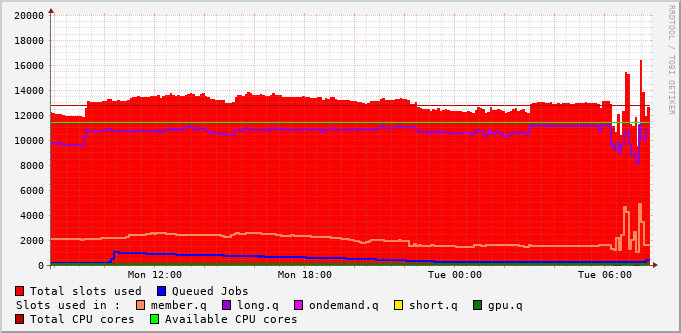 RRDTOOL / TOBI OETIKER
20000
18000
16000
14000
12000
10000
8000
6000
4000
2000
0
Mon 12:00 Mon 18:00 Tue 00:00 Tue 06:00
Total slots used Queued Jobs
Slots used in : member.q long.q ondemand.q short.q gpu.q
Total CPU cores Available CPU cores